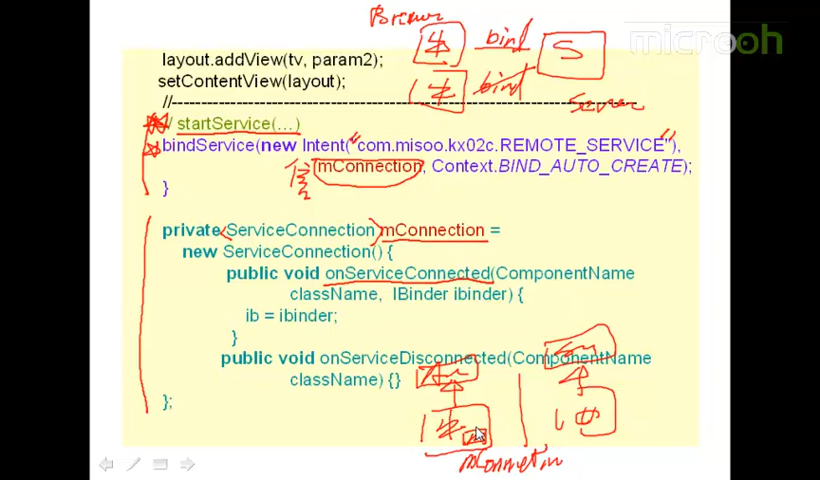 microoh
bind
S
bind
layout.addView(tv, param2);
setContentView(layout);
//----------------------------------------------------------------------
// startService(...)
bindService(new Intent("com.misoo.kx02c.REMOTE_SERVICE"),
mConnection, Context.BIND_AUTO_CREATE);
}
private ServiceConnection mConnection =
new ServiceConnection() {
public void onServiceConnected(ComponentName
className, IBinder ibinder) {
ib = ibinder;
}
public void onServiceDisconnected(ComponentName
className) {}
};
mConnection